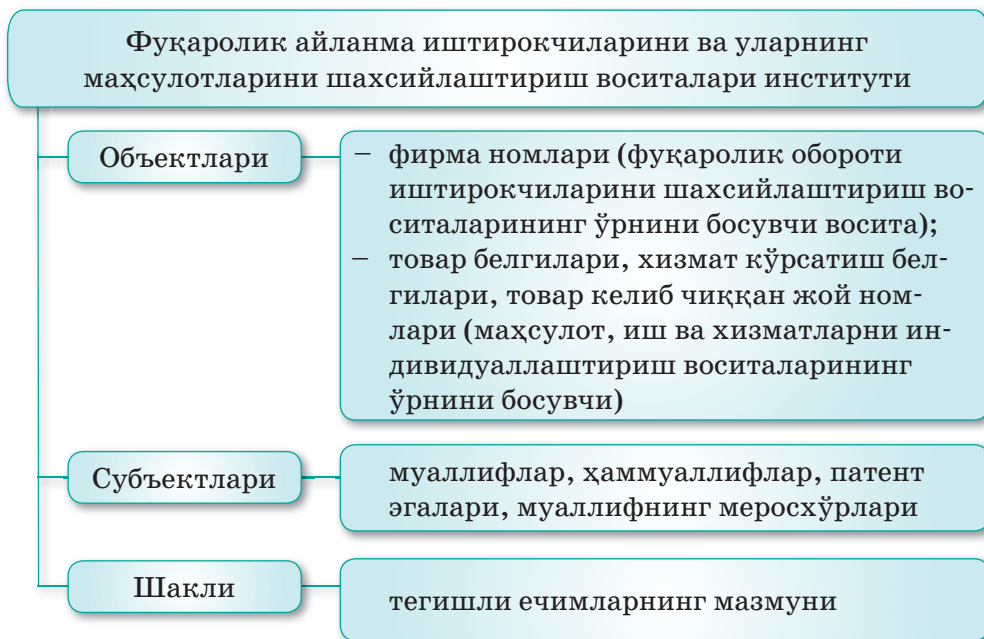 Фуқаролик айланма иштирокчиларини ва уларнинг
маҳсулотларини шахсийлаштириш воситалари институти
Объектлари
– фирма номлари (фуқаролик обороти
иштирокчиларини шахсийлаштириш во-
ситаларининг ўрнини босувчи восита);
– товар белгилари, хизмат кўрсатиш бел-
гилари, товар келиб чиққан жой ном-
лари (маҳсулот, иш ва хизматларни ин-
дивидуаллаштириш воситаларининг
ўрнини босувчи)
Субъектлари
муаллифлар, ҳаммуаллифлар, патент
эгалари, муаллифнинг меросхўрлари
Шакли
тегишли ечимларнинг мазмуни